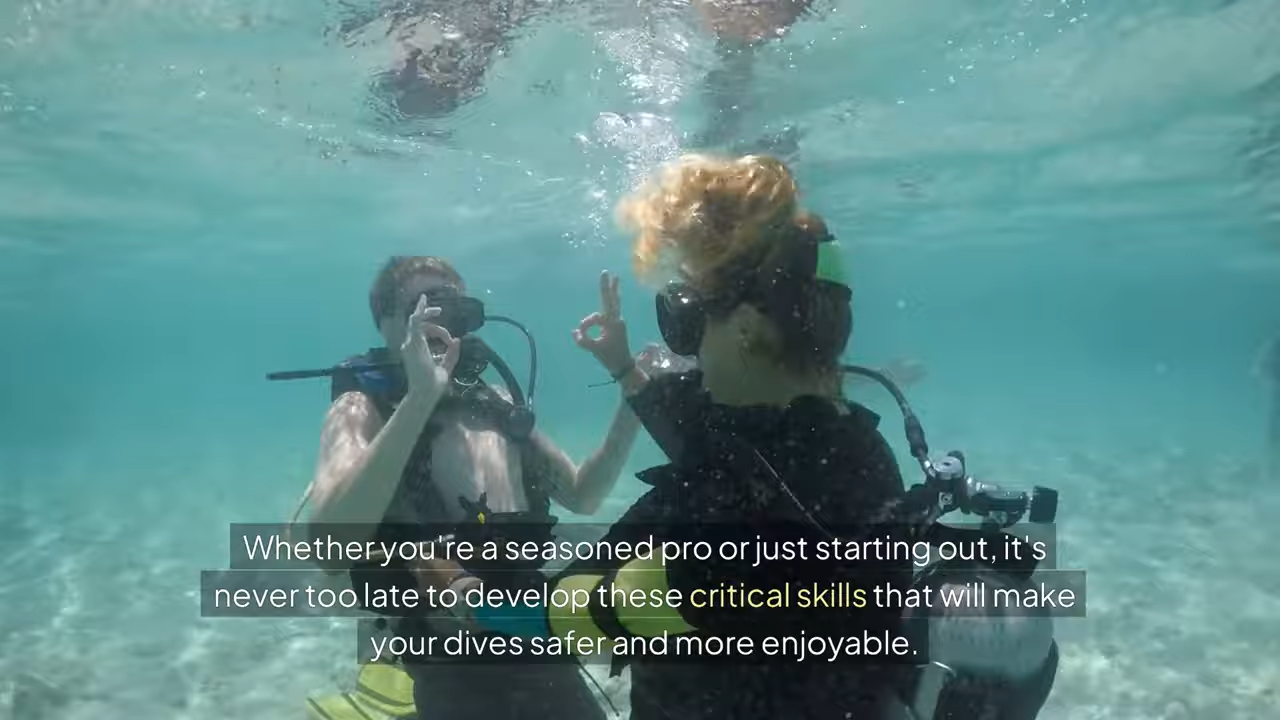 Whether you're a seasoned pro or just starting out, it's
never too late to develop these critical skills that will make
your dives safer and more enjoyable.